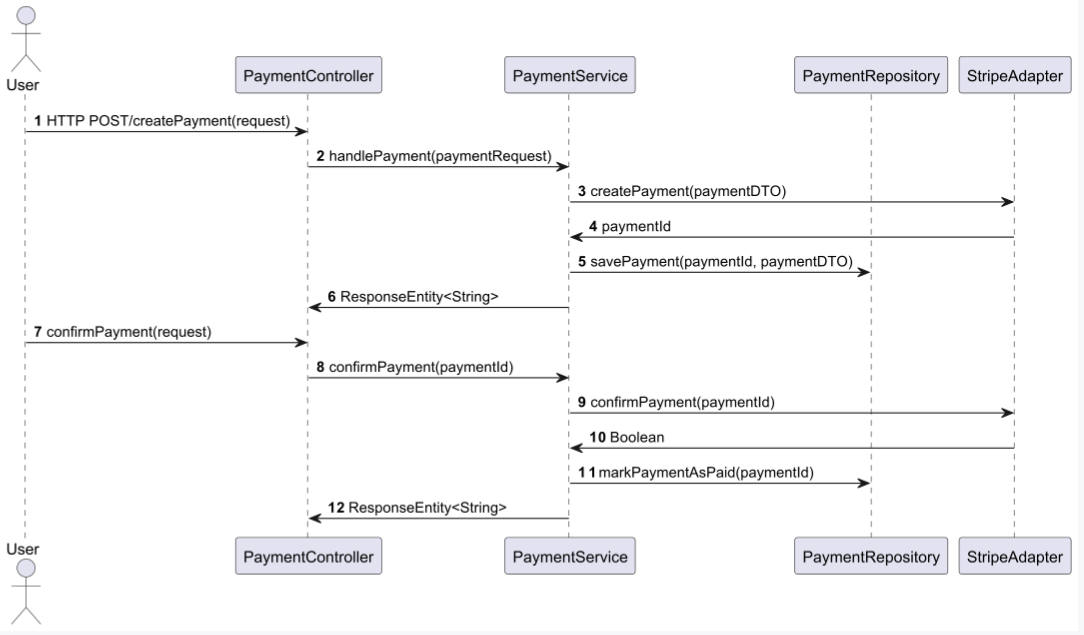 User
PaymentController
PaymentService
PaymentRepository
StripeAdapter
1 HTTP POST/createPayment(request)
2 handlePayment(paymentRequest)
3 createPayment(paymentDTO)
4 paymentId
5 savePayment(paymentId, paymentDTO)
6 ResponseEntity<String>
7 confirmPayment(request)
8 confirmPayment(paymentId)
9 confirmPayment(paymentId)
10 Boolean
11 markPaymentAsPaid(paymentId)
12 ResponseEntity<String>
User
PaymentController
PaymentService
PaymentRepository
StripeAdapter